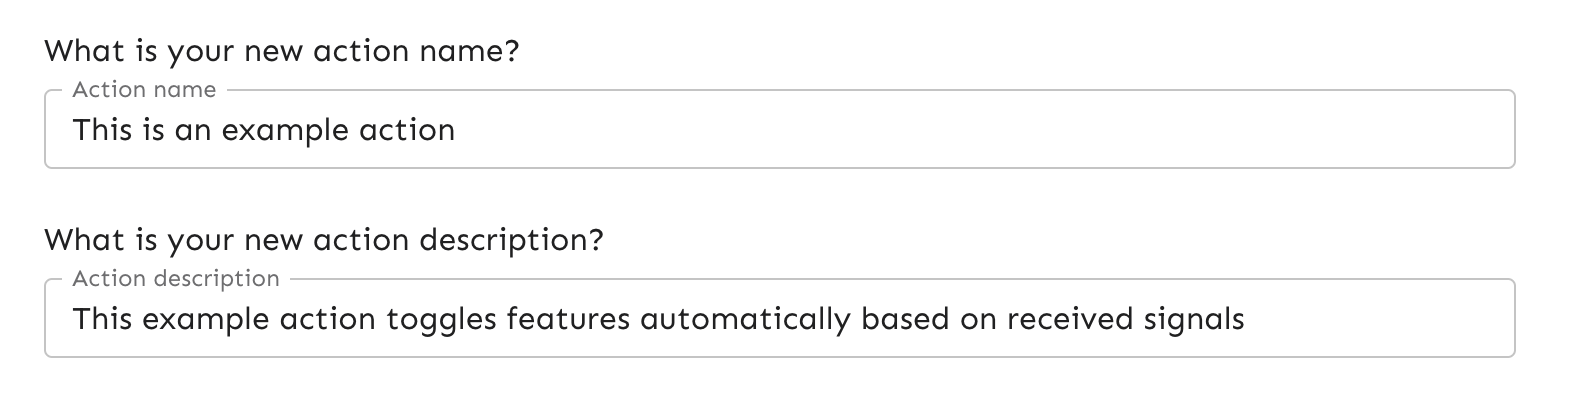 What is your new action name?
Action name
This is an example action
What is your new action description?
Action description
This example action toggles features automatically based on received signals